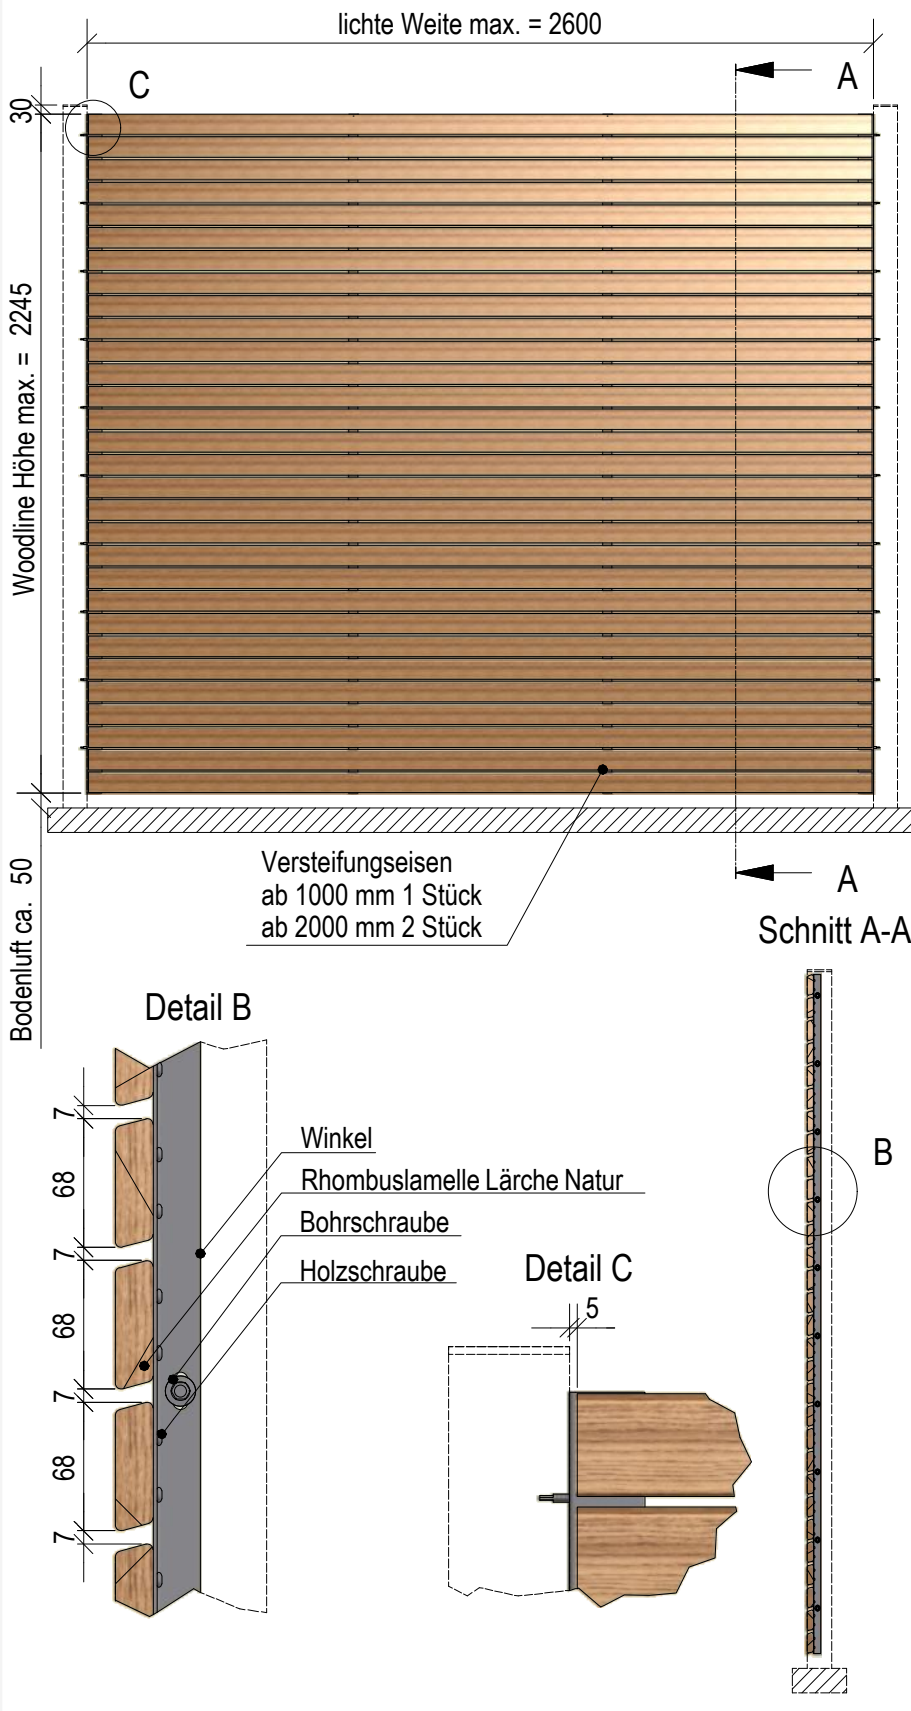 lichte Weite max. = 2600
C
A
30
Woodline Höhe max. = 2245
Versteifungseisen
ab 1000 mm 1 Stück
ab 2000 mm 2 Stück
A
Schnitt A-A
Bodenluft ca. 50
Detail B
7
68
7
68
7
68
7
Winkel
Rhombuslamelle Lärche Natur
Bohrschraube
Holzschraube
B
Detail C
5